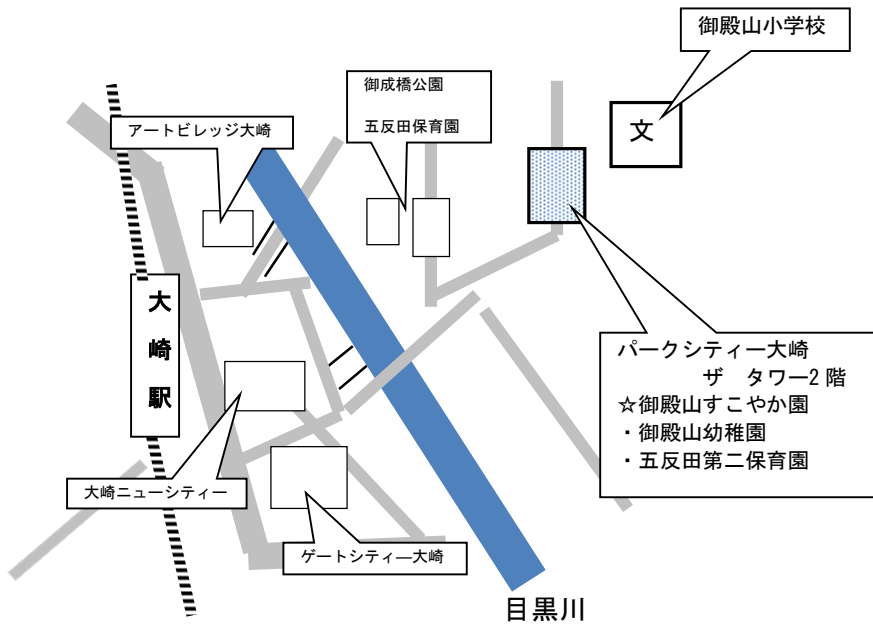 御殿山小学校
御成橋公園
五反田保育園
アートビレッジ大崎
文
大崎駅
パークシティー大崎
ザ　タワー2階
☆御殿山すこやか園
・御殿山幼稚園
・五反田第二保育園
大崎ニューシティー
ゲートシティ―大崎
目黒川